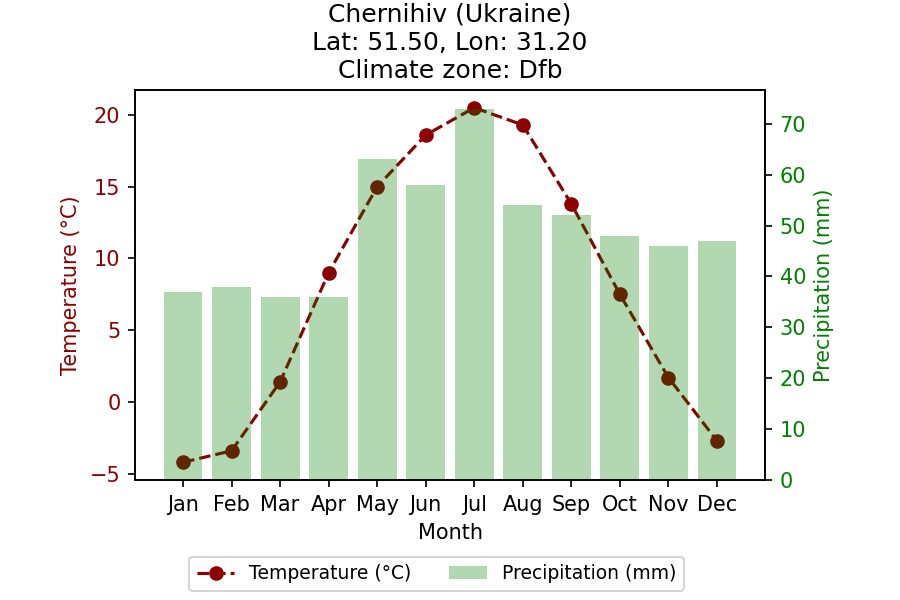 Chernihiv (Ukraine)
Lat: 51.50, Lon: 31.20
Climate zone: Dfb
Temperature (°C)
20
15
10
5
0
−5
Precipitation (mm)
70
60
50
40
30
20
10
0
Jan Feb Mar Apr May Jun Jul Aug Sep Oct Nov Dec
Month
Temperature (°C) Precipitation (mm)